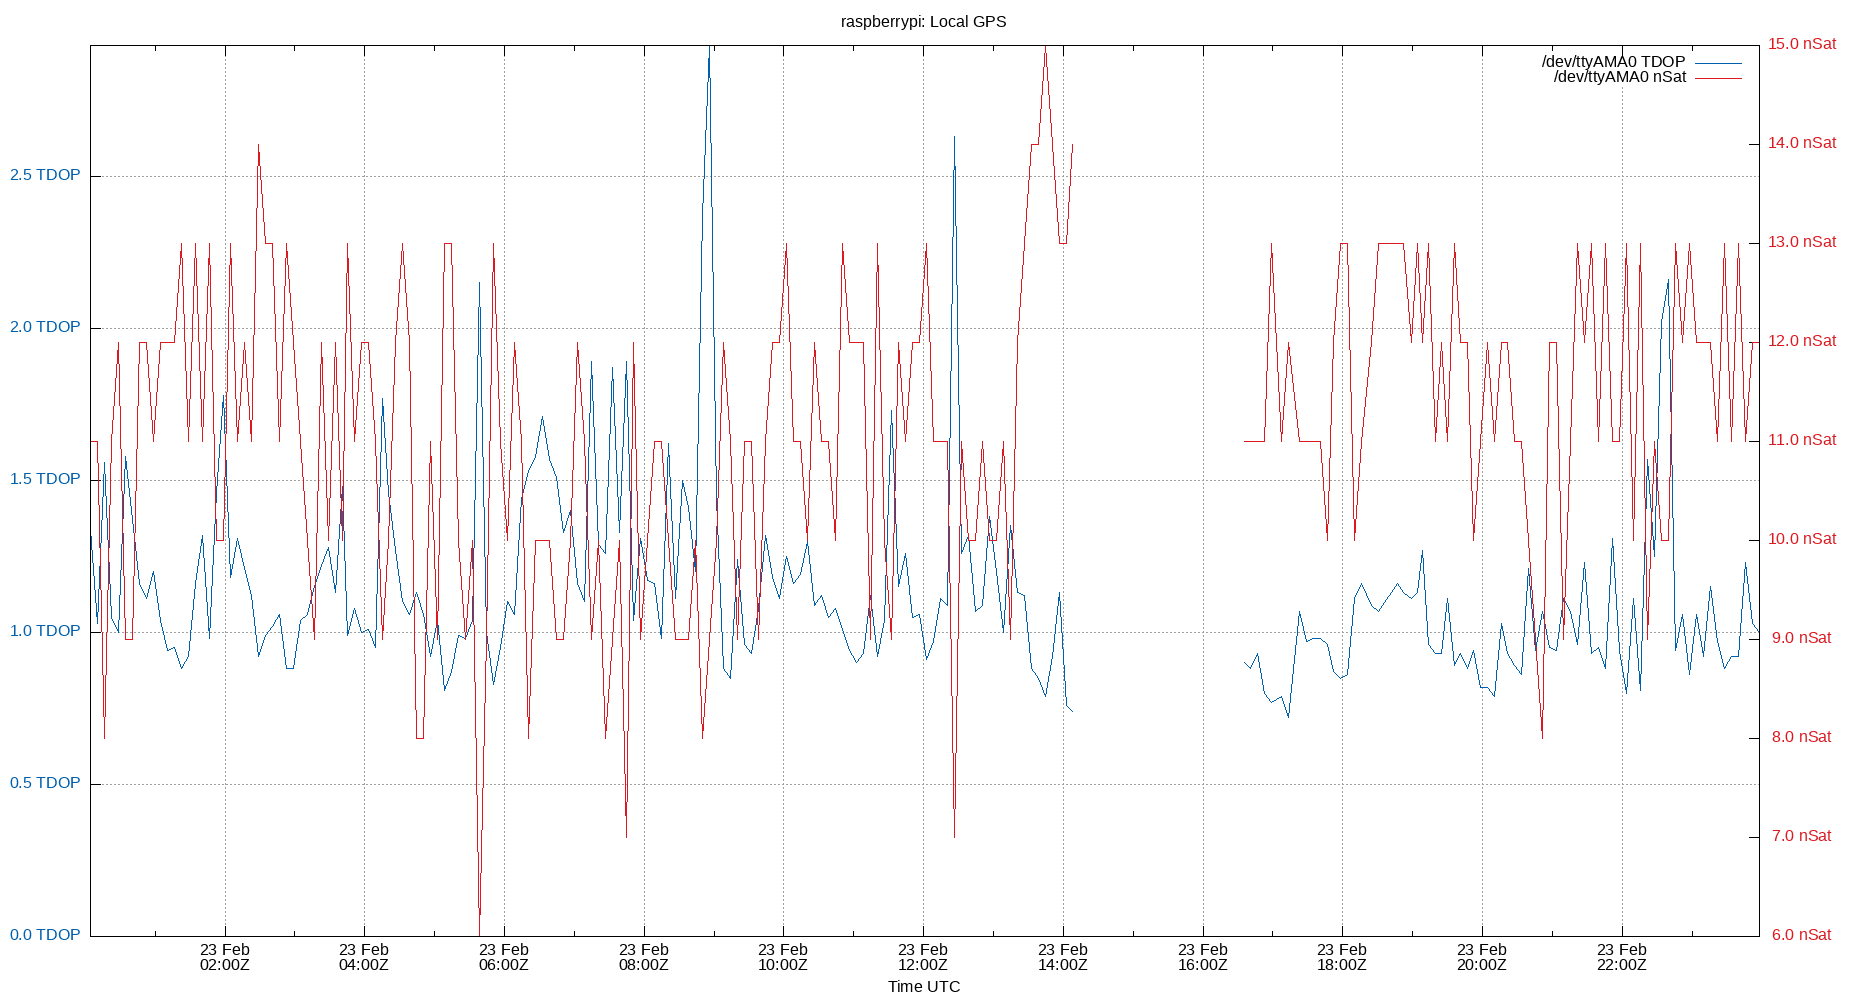 raspberrypi: Local GPS
15.0 nSat
/dev/ttyAMA0 TDOP
/dev/ttyAMA0 nSat
14.0 nSat
2.5 TDOP
13.0 nSat
2.0 TDOP
12.0 nSat
11.0 nSat
1.5 TDOP
10.0 nSat
1.0 TDOP
9.0 nSat
8.0 nSat
0.5 TDOP
7.0 nSat
0.0 TDOP
6.0 nSat
23 Feb 23 Feb 23 Feb 23 Feb 23 Feb 23 Feb 23 Feb 23 Feb 23 Feb 23 Feb 23 Feb
02:00Z 04:00Z 06:00Z 08:00Z 10:00Z 12:00Z 14:00Z 16:00Z 18:00Z 20:00Z 22:00Z
Time UTC